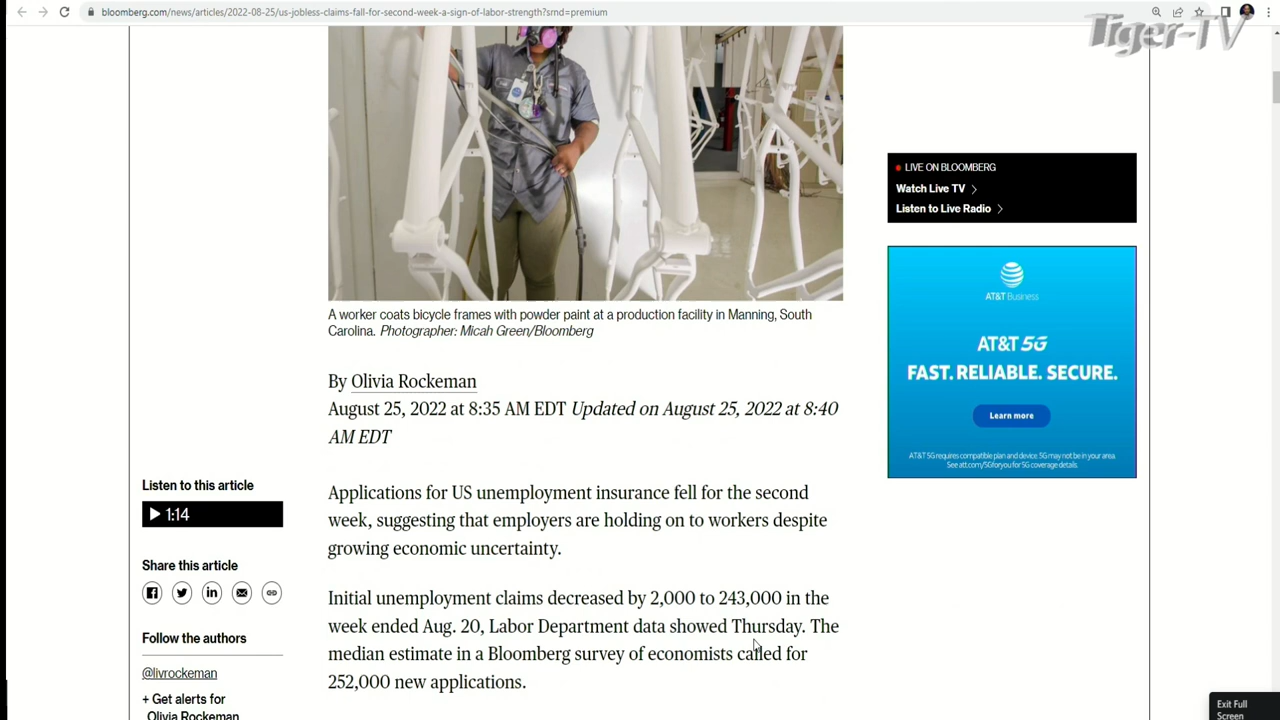 bloomberg.com/news/articles/2022-08-25/us-jobless-claims-fall-for-second-week-a-sign-of-labor-strength?srnd=premium
Tiger-TV
LIVE ON BLOOMBERG
Watch Live TV
Listen to Live Radio
AT&T Business
AT&T 5G
FAST. RELIABLE. SECURE.
Learn more
AT&T 5G requires compatible plan and device. 5G may not be in your area.
See att.com/5Gforyou for 5G coverage details.
A worker coats bicycle frames with powder paint at a production facility in Manning, South
Carolina. Photographer: Micah Green/Bloomberg
By Olivia Rockeman
August 25, 2022 at 8:35 AM EDT Updated on August 25, 2022 at 8:40
AM EDT
Listen to this article
1:14
Share this article
Follow the authors
@livrockeman
+ Get alerts for
Olivia Rockeman
Applications for US unemployment insurance fell for the second
week, suggesting that employers are holding on to workers despite
growing economic uncertainty.
Initial unemployment claims decreased by 2,000 to 243,000 in the
week ended Aug. 20, Labor Department data showed Thursday. The
median estimate in a Bloomberg survey of economists called for
252,000 new applications.
Exit Full
Screen